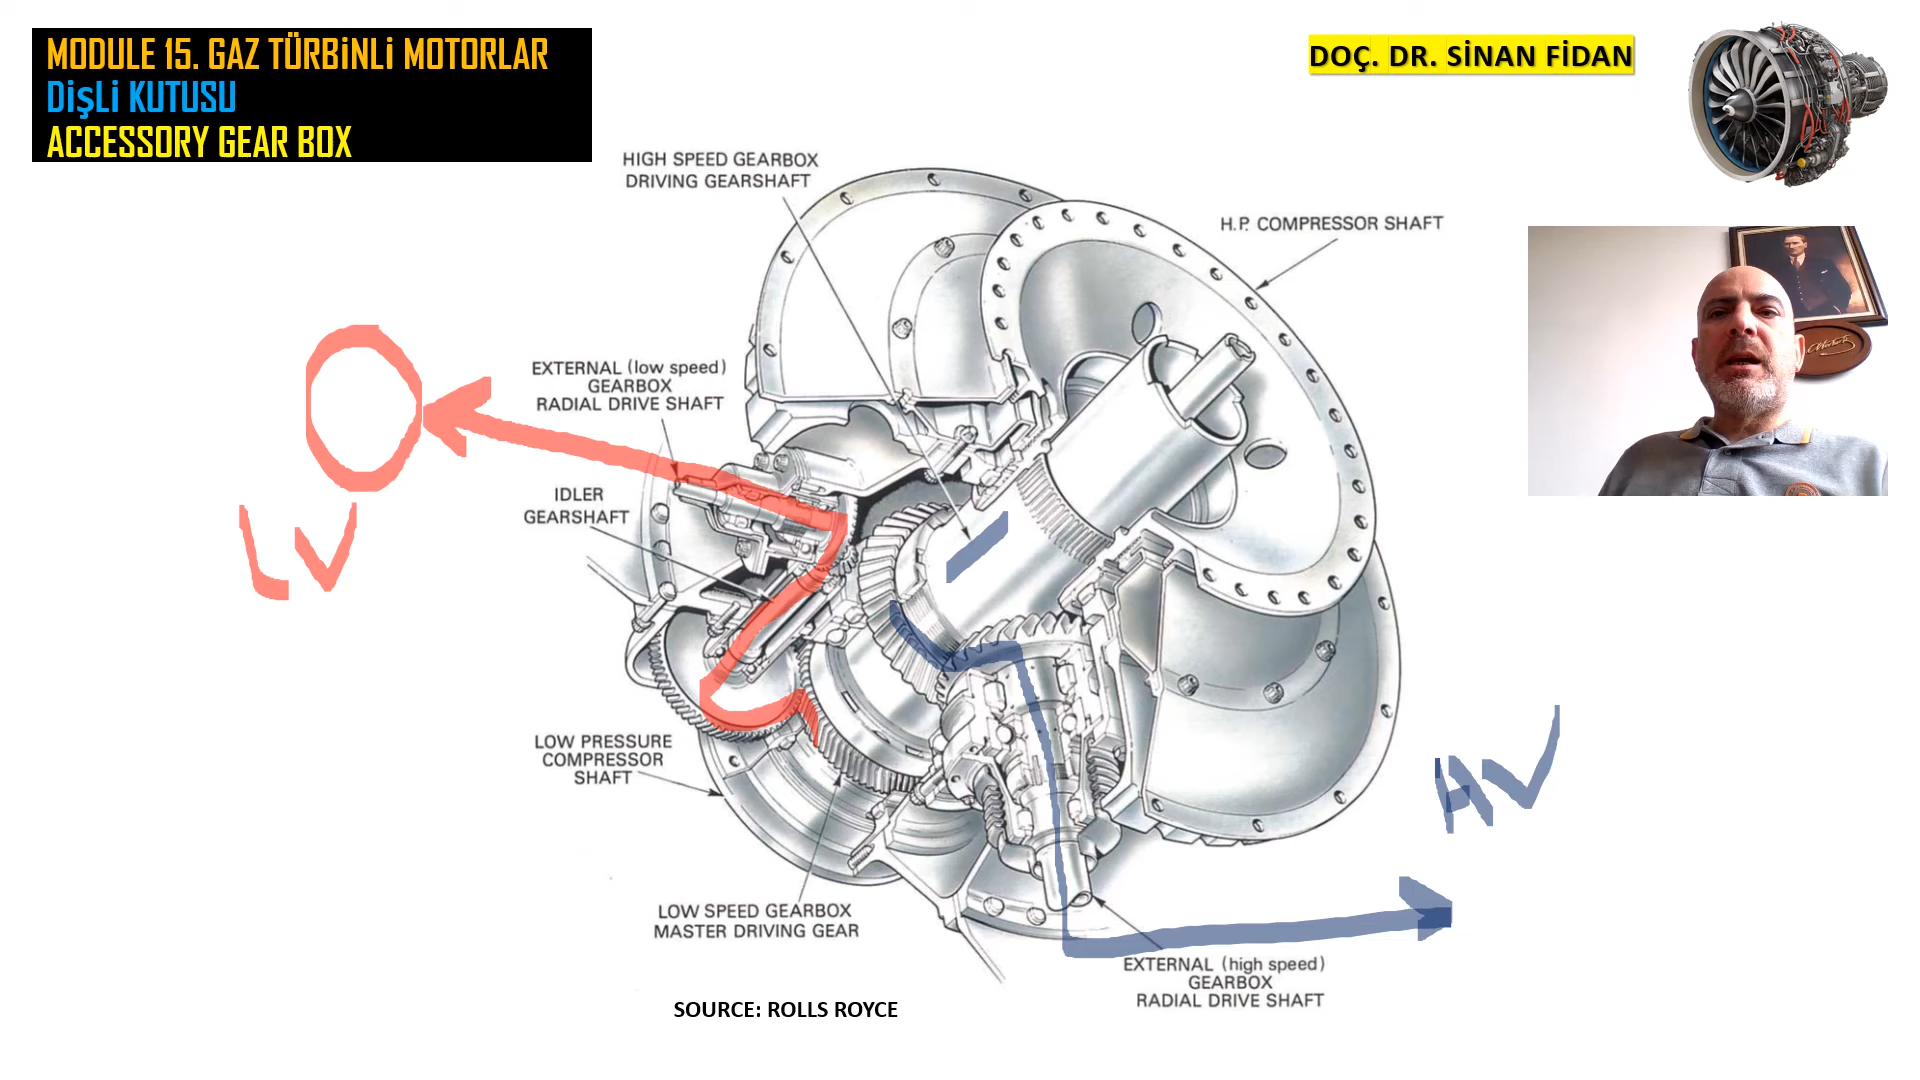 MODULE 15. GAZ TÜRBİNLİ MOTORLAR
DİŞLİ KUTUSU
ACCESSORY GEAR BOX
DOÇ. DR. SİNAN FİDAN
HIGH SPEED GEARBOX
DRIVING GEARSHAFT
H.P. COMPRESSOR SHAFT
EXTERNAL (low speed)
GEARBOX
RADIAL DRIVE SHAFT
IDLER
GEARSHAFT
LV
LOW PRESSURE
COMPRESSOR
SHAFT
LOW SPEED GEARBOX
MASTER DRIVING GEAR
EXTERNAL (high speed)
GEARBOX
RADIAL DRIVE SHAFT
SOURCE: ROLLS ROYCE